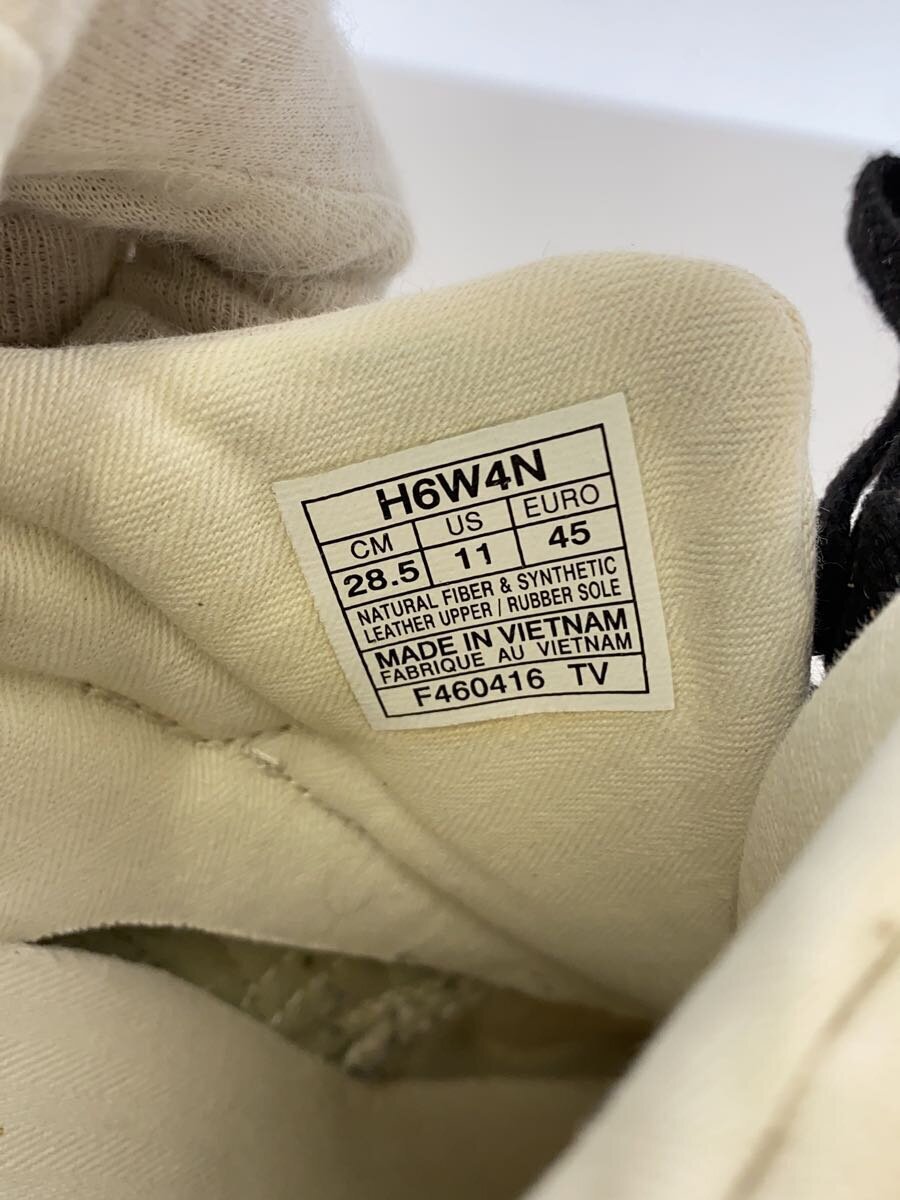 H6W4N
CM US EURO
28.5 11 45
NATURAL FIBER & SYNTHETIC
LEATHER UPPER / RUBBER SOLE
MADE IN VIETNAM
FABRIQUE AU VIETNAM
F460416 TV